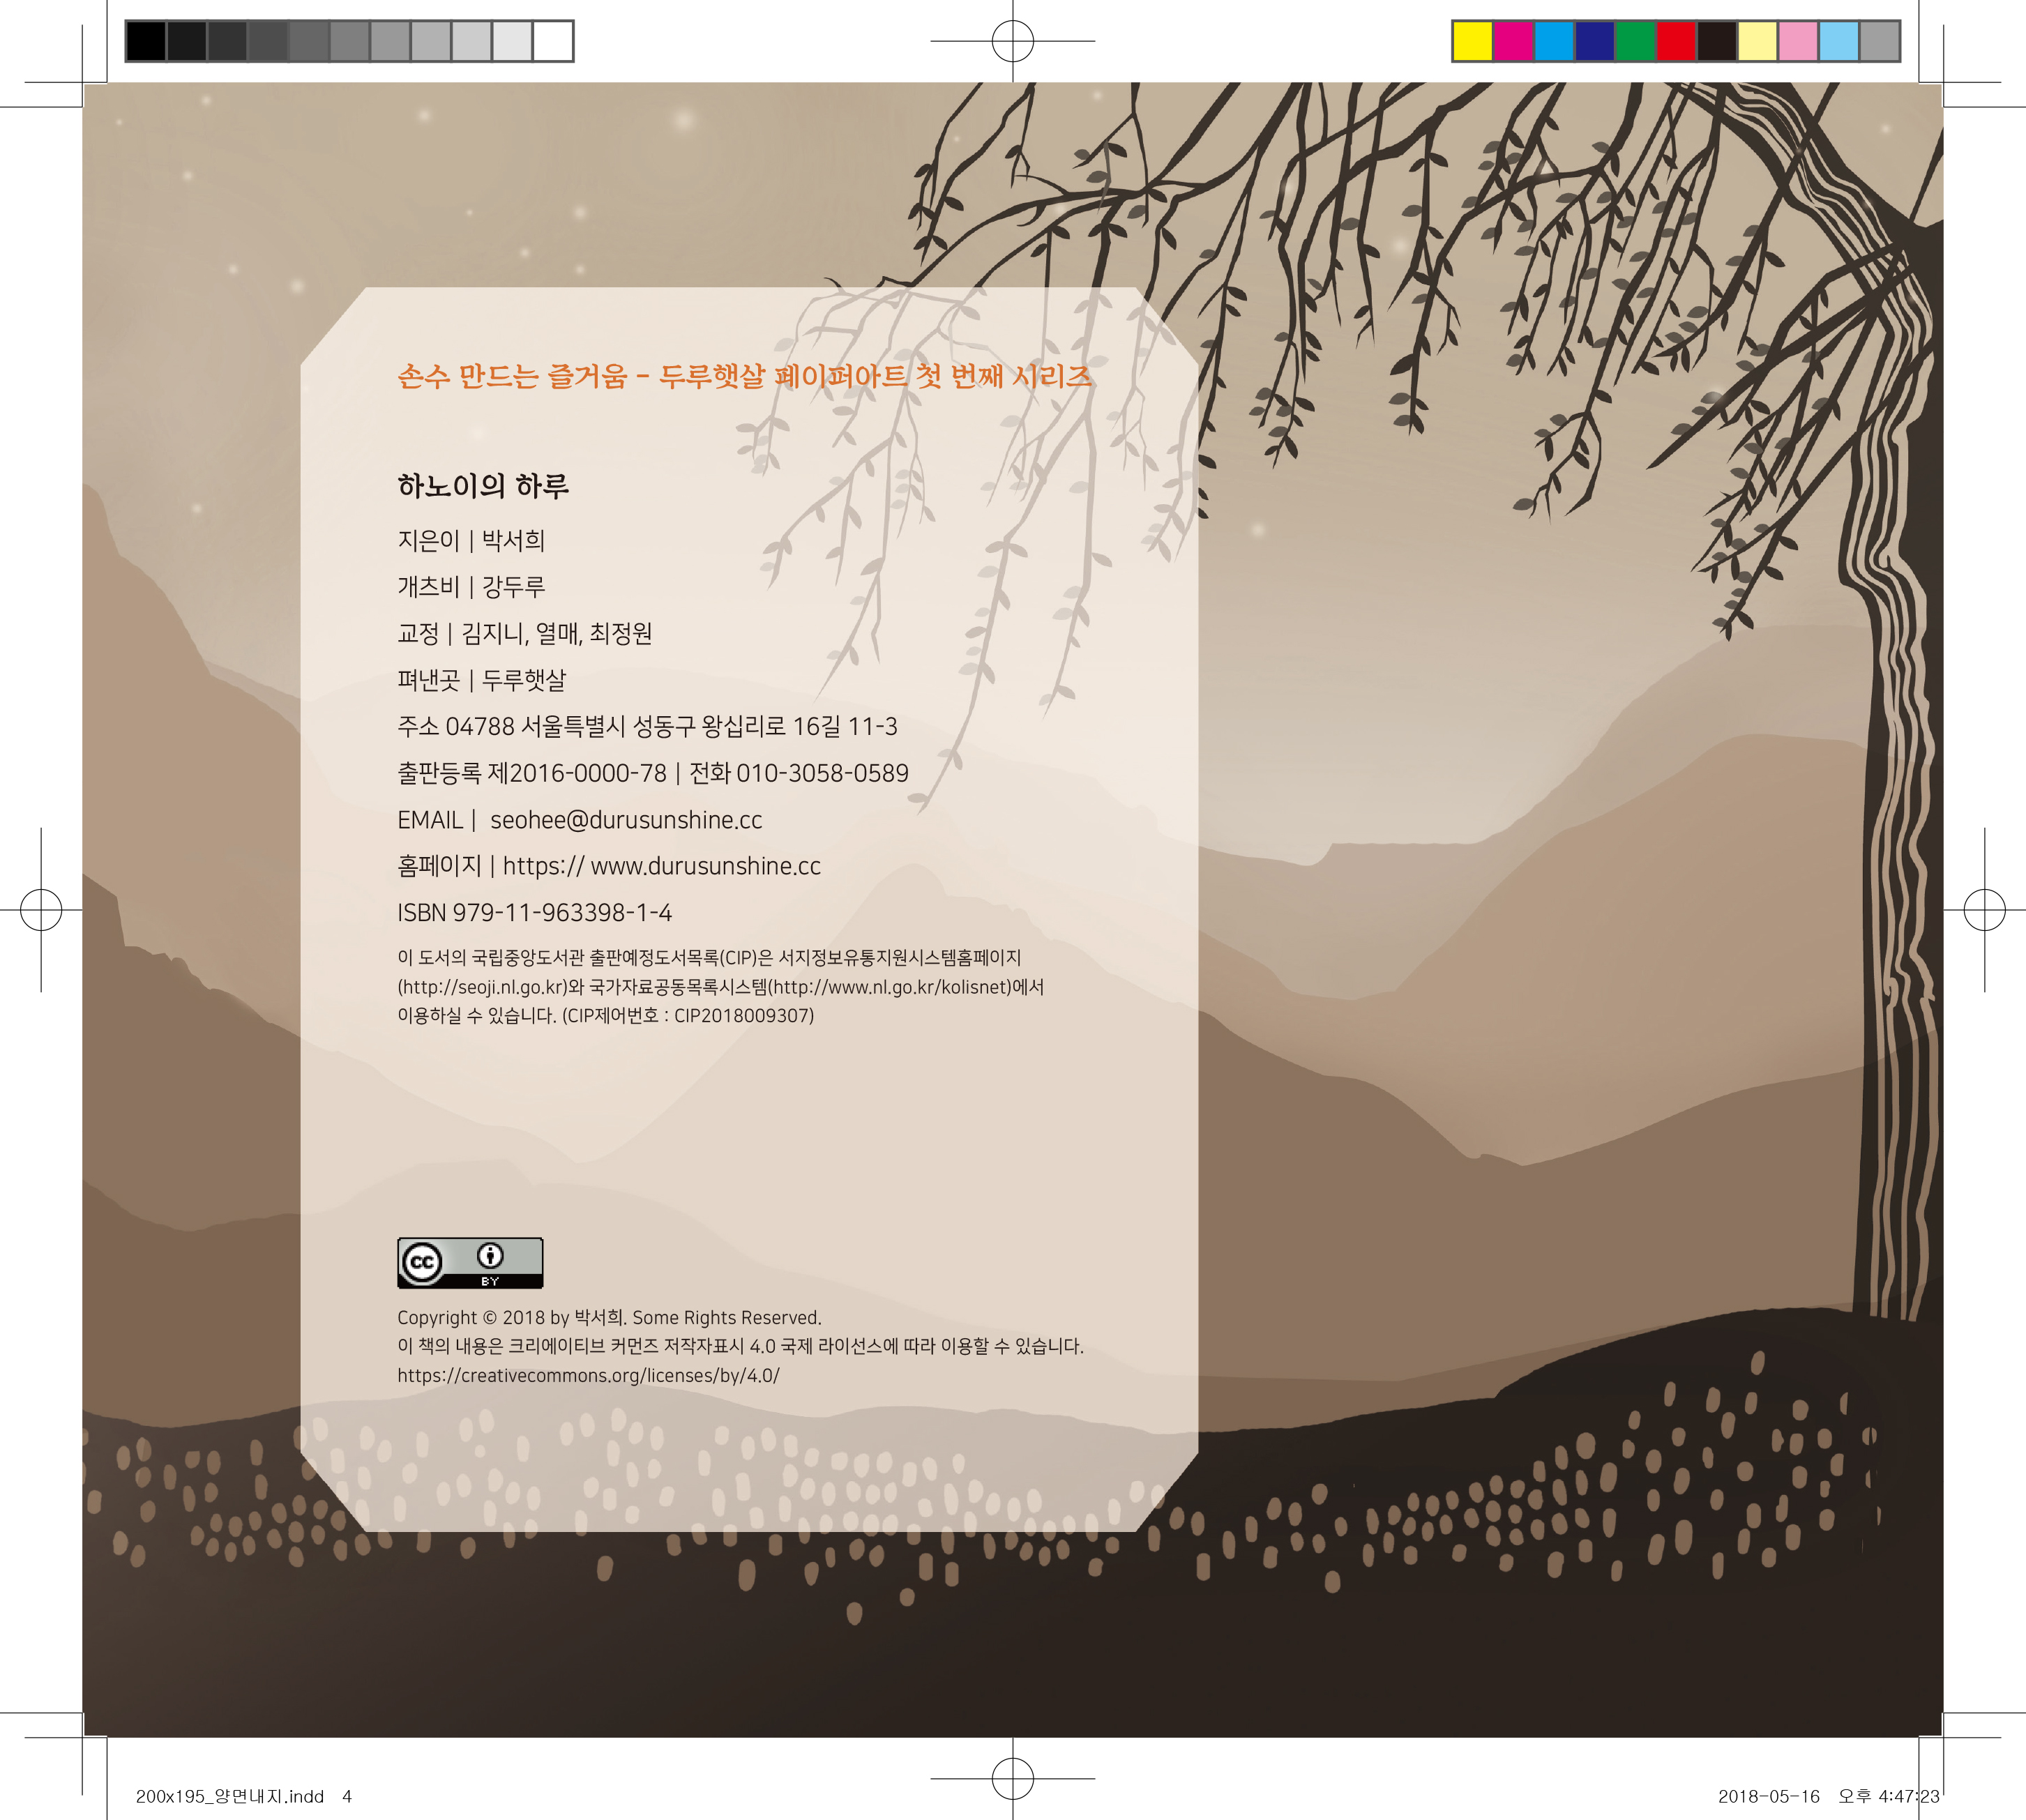 손수 만드는 즐거움 - 두루햇살 페이퍼아트 첫 번째 시리즈
하노이의 하루
지은이 | 박서희
개츠비 | 강두루
교정 | 김지니, 열매, 최정원
펴낸곳 | 두루햇살
주소 04788 서울특별시 성동구 왕십리로 16길 11-3
출판등록 제2016-0000-78 | 전화 010-3058-0589
EMAIL | seohee@durusunshine.cc
홈페이지 | https:// www.durusunshine.cc
ISBN 979-11-963398-1-4
이 도서의 국립중앙도서관 출판예정도서목록(CIP)은 서지정보유통지원시스템홈페이지
(http://seoji.nl.go.kr)와 국가자료공동목록시스템(http://www.nl.go.kr/kolisnet)에서
이용하실 수 있습니다. (CIP제어번호 : CIP2018009307)
cc BY
Copyright © 2018 by 박서희. Some Rights Reserved.
이 책의 내용은 크리에이티브 커먼즈 저작자표시 4.0 국제 라이선스에 따라 이용할 수 있습니다.
https://creativecommons.org/licenses/by/4.0/
200x195_양면내지.indd 4
2018-05-16 오후 4:47:23